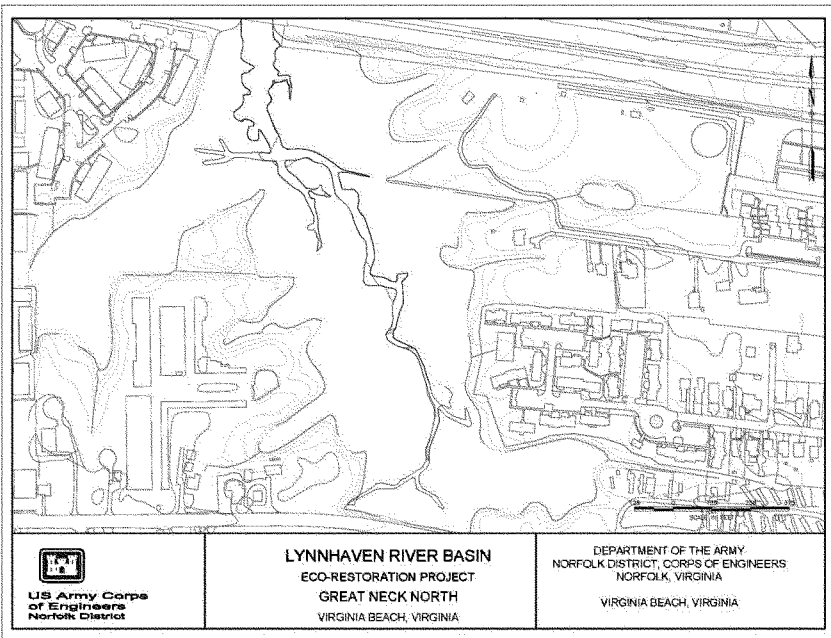 US Army Corps
of Engineers
Norfolk District
LYNNHAVEN RIVER BASIN
ECO-RESTORATION PROJECT
GREAT NECK NORTH
VIRGINIA BEACH, VIRGINIA
DEPARTMENT OF THE ARMY
NORFOLK DISTRICT, CORPS OF ENGINEERS
NORFOLK, VIRGINIA
VIRGINIA BEACH, VIRGINIA